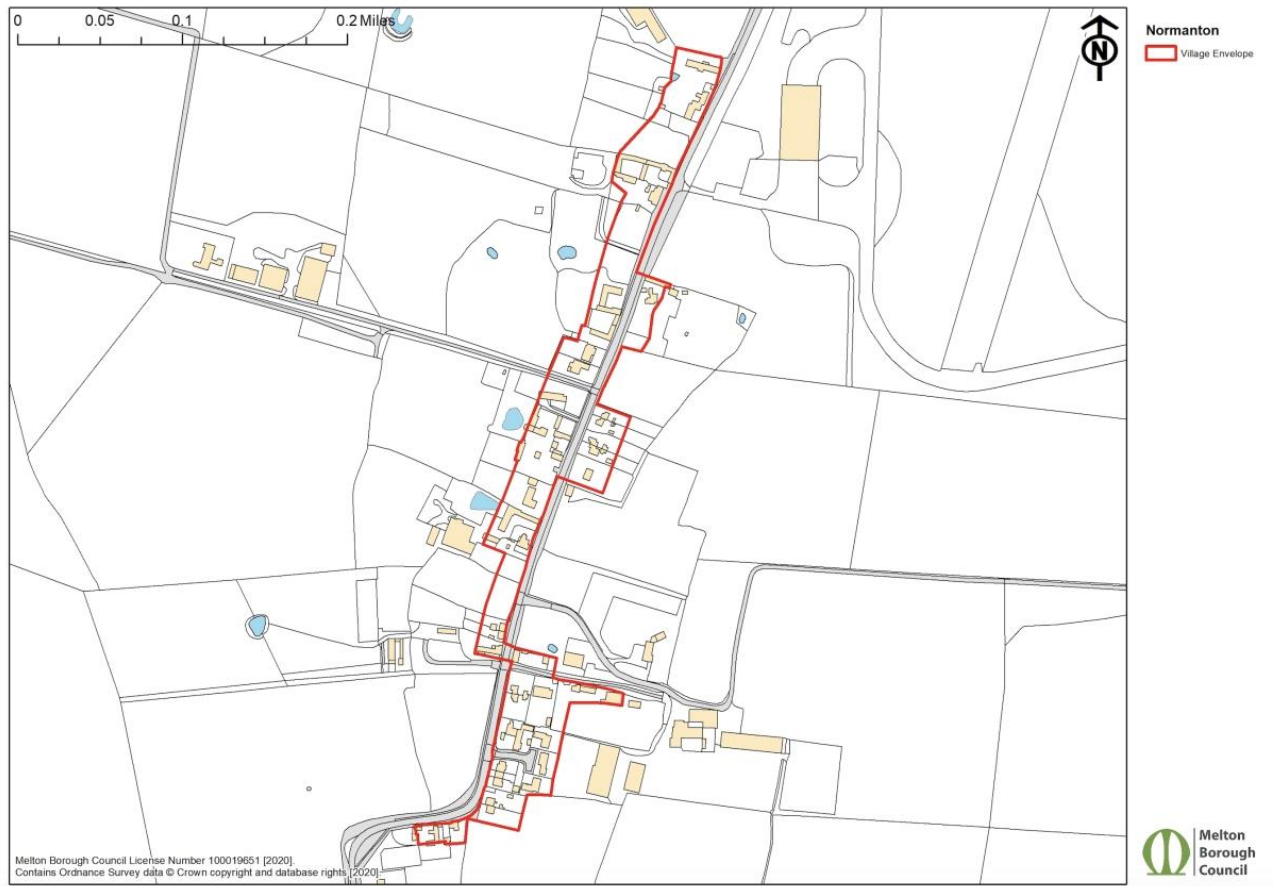 0 0.05 0.1 0.2 Miles
N
Normanton
Village Envelope
Melton Borough Council License Number 100019651 [2020].
Contains Ordnance Survey data © Crown copyright and database rights [2020].
Melton
Borough
Council